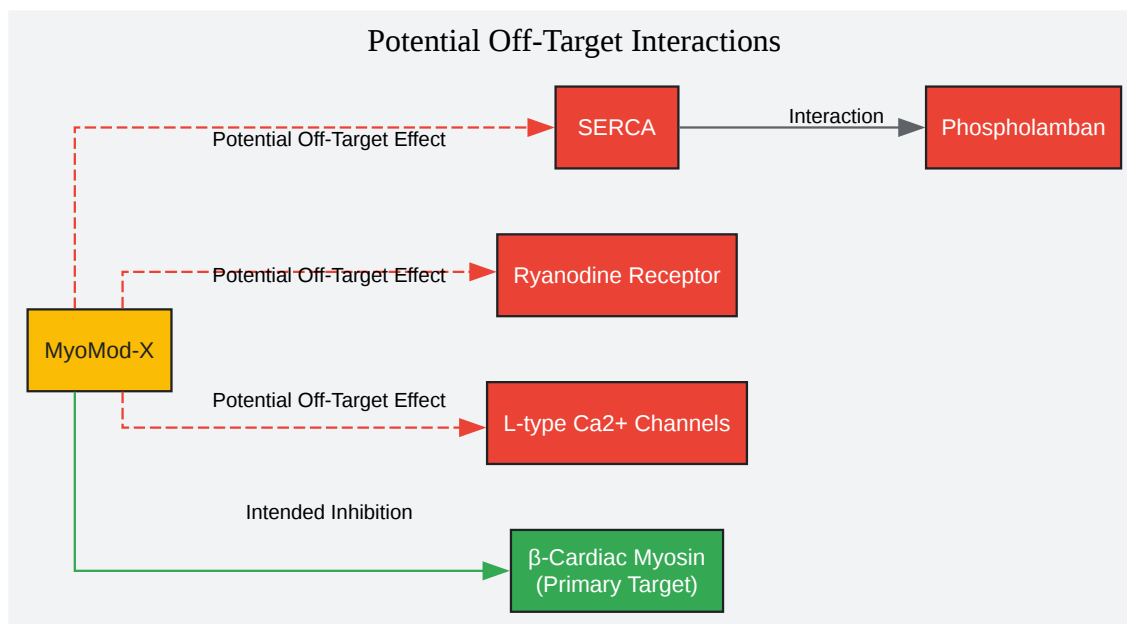 Potential Off-Target Interactions
SERCA
Interaction
Phospholamban
Potential Off-Target Effect
Ryanodine Receptor
Potential Off-Target Effect
MyoMod-X
L-type Ca2+ Channels
Potential Off-Target Effect
Intended Inhibition
β-Cardiac Myosin
(Primary Target)